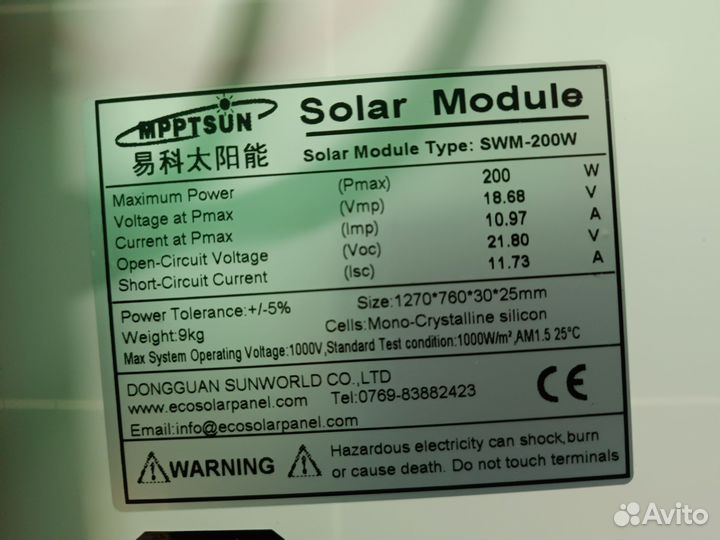 MPPTSUN
易科太阳能
Solar Module
Solar Module Type: SWM-200W
Maximum Power (Pmax) 200 W
Voltage at Pmax (Vmp) 18.68 V
Current at Pmax (Imp) 10.97 A
Open-Circuit Voltage (Voc) 21.80 V
Short-Circuit Current (Isc) 11.73 A
Power Tolerance:+/-5% Size:1270*760*30*25mm
Weight:9kg Cells:Mono-Crystalline silicon
Max System Operating Voltage:1000V,Standard Test condition:1000W/m²,AM1.5 25°C
DONGGUAN SUNWORLD CO.,LTD
www.ecosolarpanel.com Tel:0769-83882423
Email:info@ecosolarpanel.com
CE
WARNING
Hazardous electricity can shock,burn
or cause death. Do not touch terminals
Avito